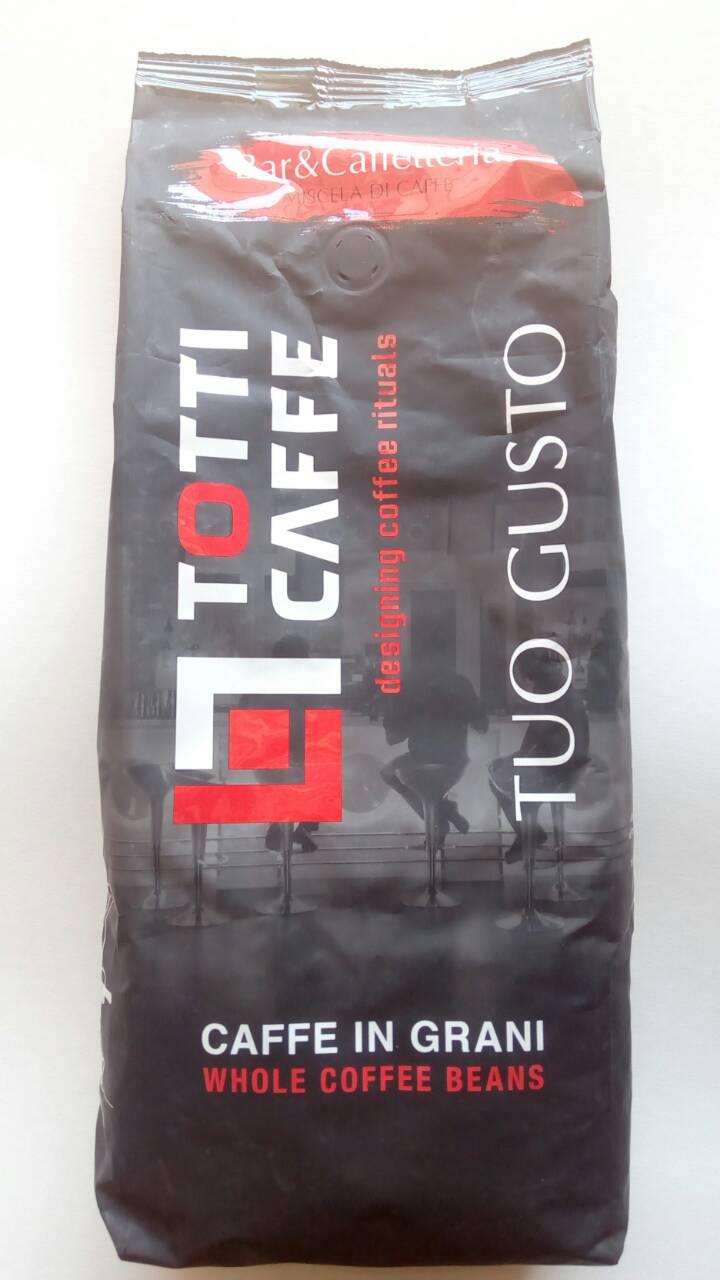 Bar&Caffetteria
MISCELA DI CAFFE
TOTTI
CAFFE
designing coffee rituals
TUO GUSTO
CAFFE IN GRANI
WHOLE COFFEE BEANS